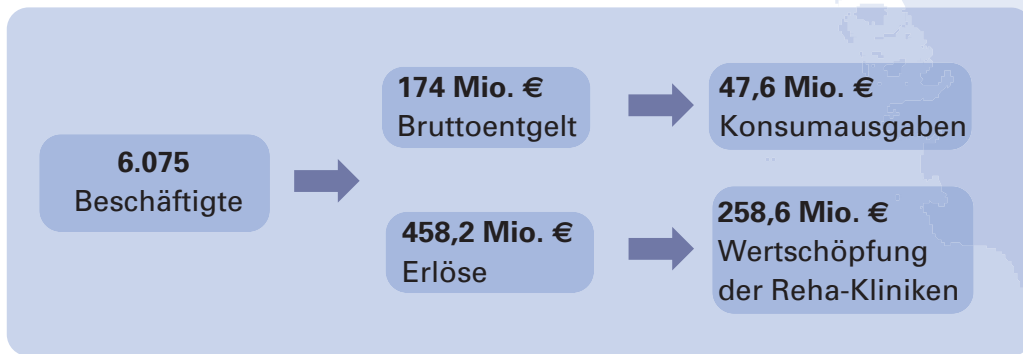 6.075
Beschäftigte
174 Mio. €
Bruttoentgelt
47,6 Mio. €
Konsumausgaben
458,2 Mio. €
Erlöse
258,6 Mio. €
Wertschöpfung
der Reha-Kliniken